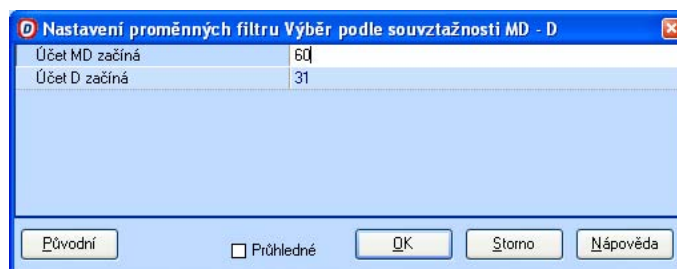 Nastavení proměnných filtru Výběr podle souvztažnosti MD - D
Účet MD začíná 60
Účet D začíná 31
Původní Průhledné OK Storno Nápověda